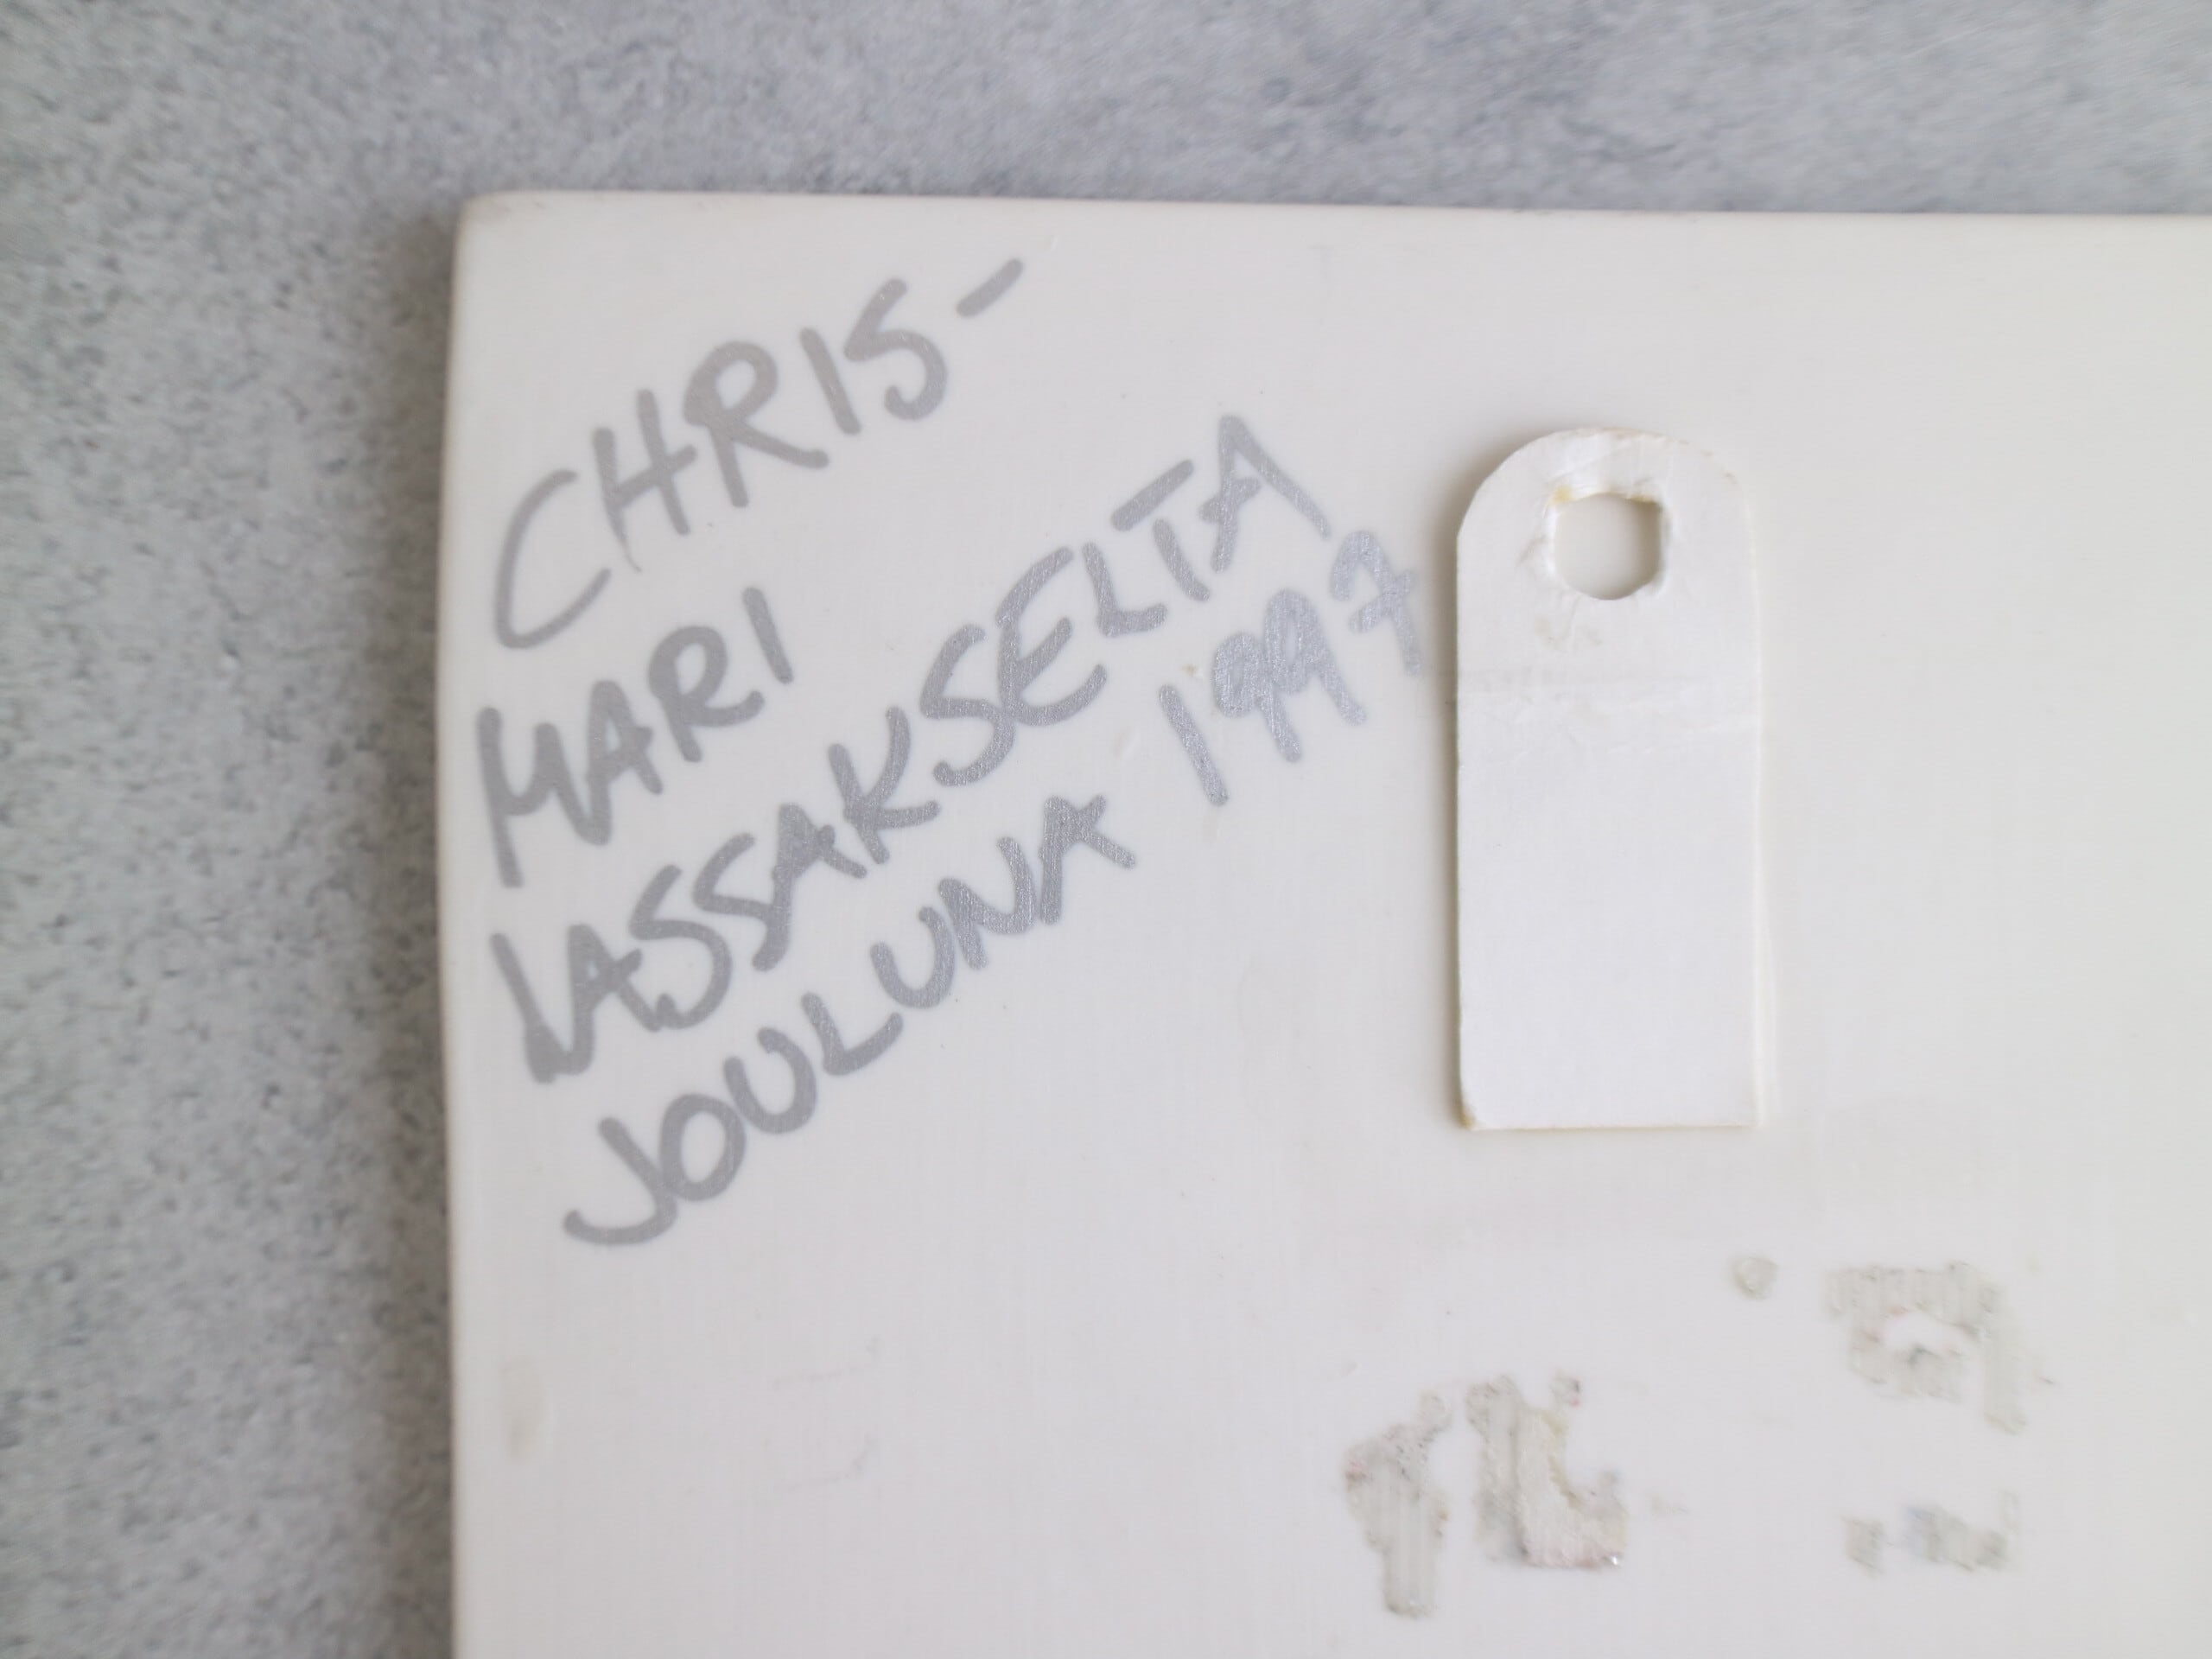 CHRIS-
MARI
LASSAKSELTA
JOULUNA 1997